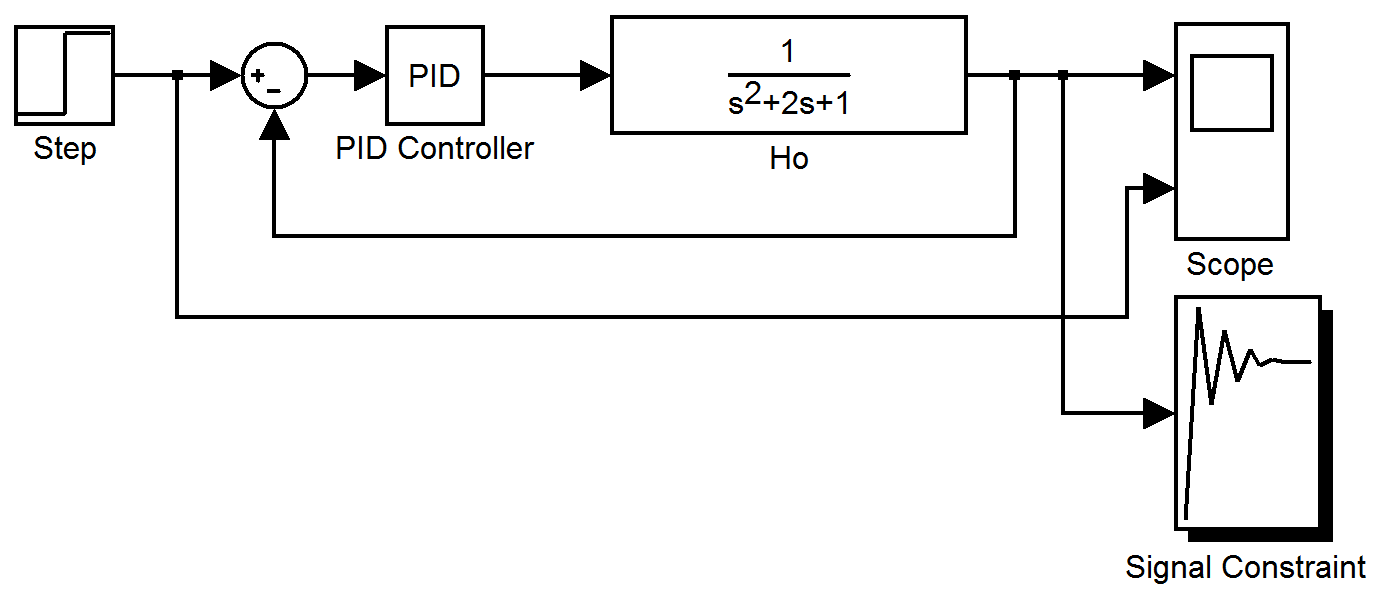 +
−
PID
1
s²+2s+1
Step
PID Controller
Ho
Scope
Signal Constraint